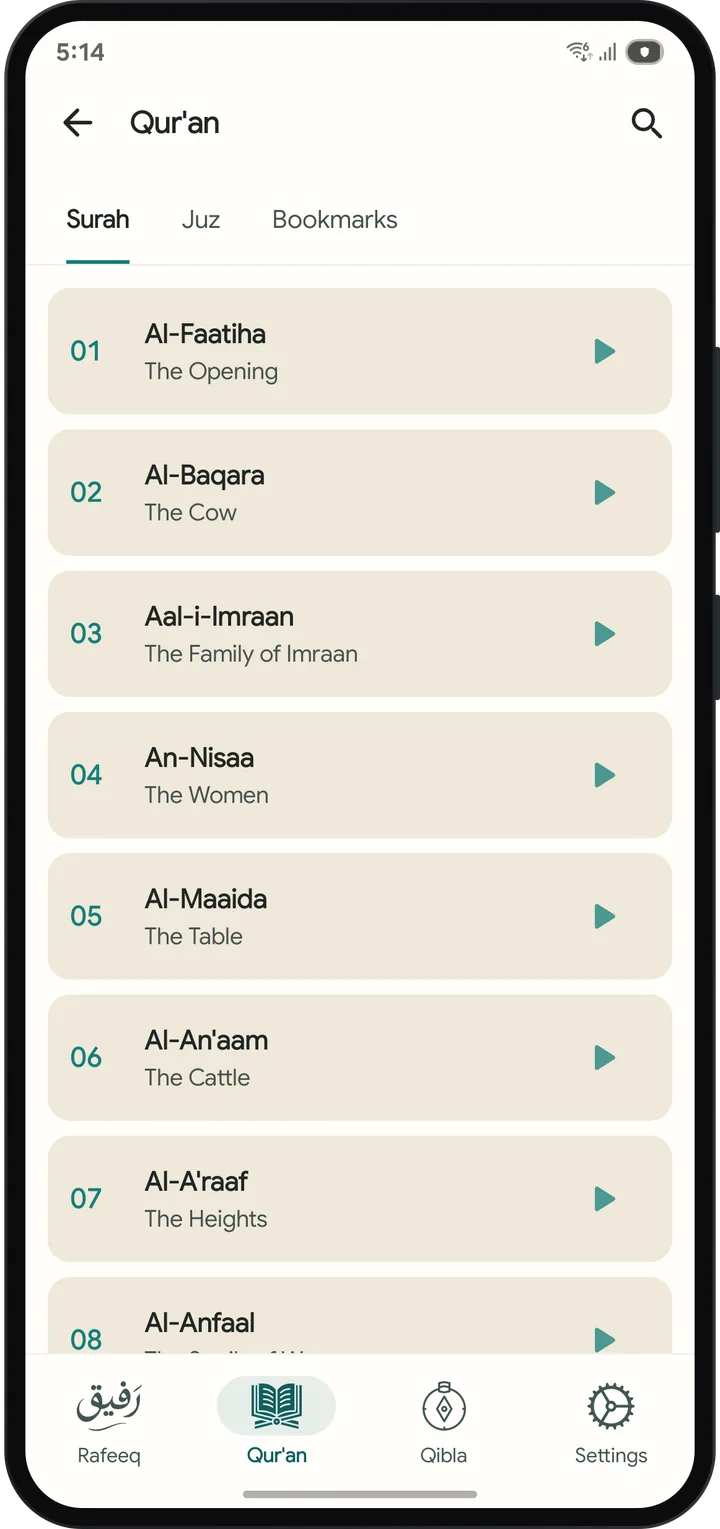 5:14
Qur'an
Surah Juz Bookmarks
01
Al-Faatiha
The Opening
02
Al-Baqara
The Cow
03
Aal-i-Imraan
The Family of Imraan
04
An-Nisaa
The Women
05
Al-Maaida
The Table
06
Al-An'aam
The Cattle
07
Al-A'raaf
The Heights
08
Al-Anfaal
رَفيق
Rafeeq Qur'an Qibla Settings